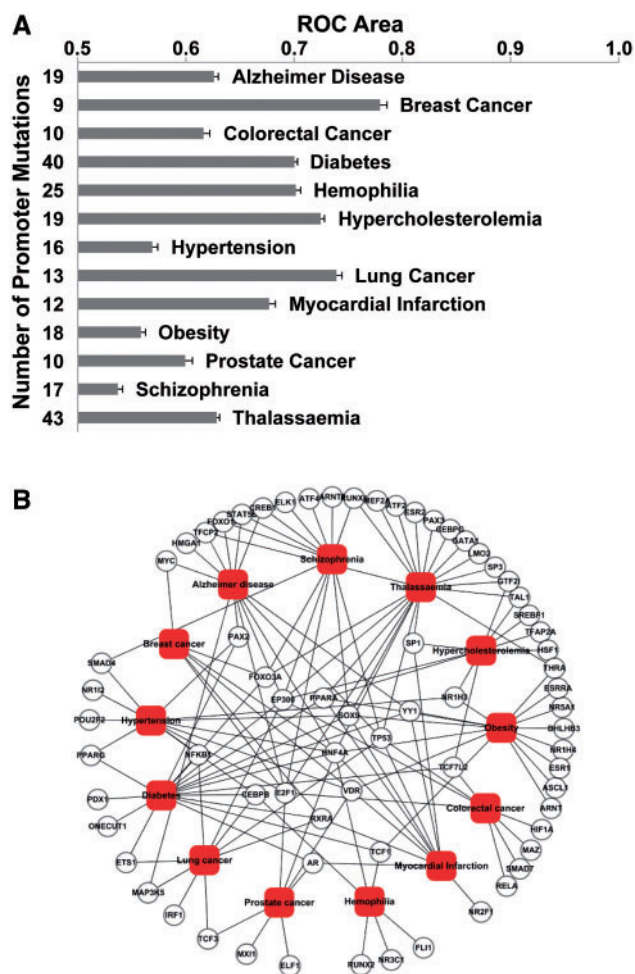 A
ROC Area
0.5 0.6 0.7 0.8 0.9 1.0
Number of Promoter Mutations
19 Alzheimer Disease
9 Breast Cancer
10 Colorectal Cancer
40 Diabetes
25 Hemophilia
19 Hypercholesterolemia
16 Hypertension
13 Lung Cancer
12 Myocardial Infarction
18 Obesity
10 Prostate Cancer
17 Schizophrenia
43 Thalassaemia
B
MYC
HMGA1
TFCP2
FOXO1
CREB1
ELK1
ATF4
MEF2A
ATF2
ESR2
PAX3
CEBPG
GATA1
LMO2
SP3
GTF2I
TAL1
SREBF1
TFAP2A
HSF1
THRA
ESRRA
NR5A1
BHLHB3
NR1H4
ESR1
ASCL1
ARNT
HIF1A
MAZ
SMAD7
RELA
NR2F1
FLI1
NR3C1
RUNX2
ELF1
MXI1
TCF3
IRF1
MAP3K5
ETS1
ONECUT1
PDX1
PPARG
POU2F2
NR1I2
SMAD4
Schizophrenia
Alzheimer disease
Thalassaemia
Breast cancer
Hypercholesterolemia
Hypertension
Obesity
Diabetes
Colorectal cancer
Lung cancer
Myocardial Infarction
Prostate cancer
Hemophilia
PAX2
SP1
FOXO3A
EP300
PPARA
NR1H3
SOX9
YY1
TP53
NFKB1
HNF4A
TCF7L2
CEBPB
E2F1
VDR
RXRA
AR
TCF1